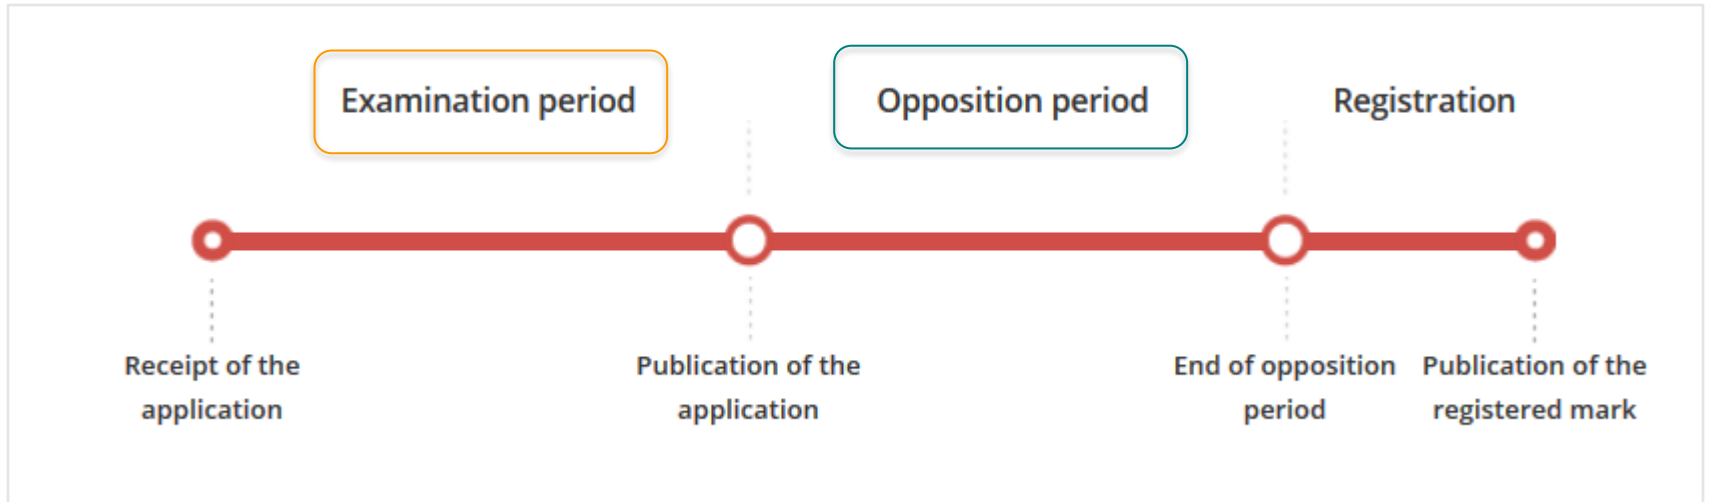 Examination period
Opposition period
Registration
Receipt of the
application
Publication of the
application
End of opposition
period
Publication of the
registered mark